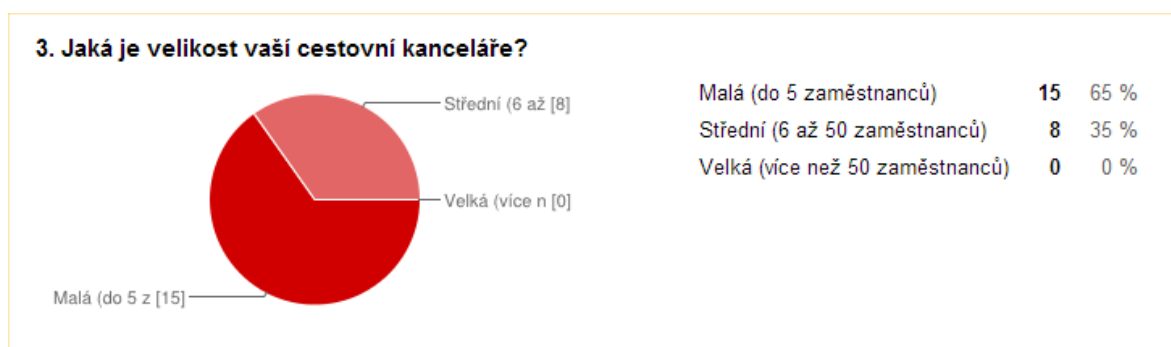 3. Jaká je velikost vaší cestovní kanceláře?
Střední (6 až [8]
Velká (více n [0]
Malá (do 5 z [15]
Malá (do 5 zaměstnanců) 15 65 %
Střední (6 až 50 zaměstnanců) 8 35 %
Velká (více než 50 zaměstnanců) 0 0 %